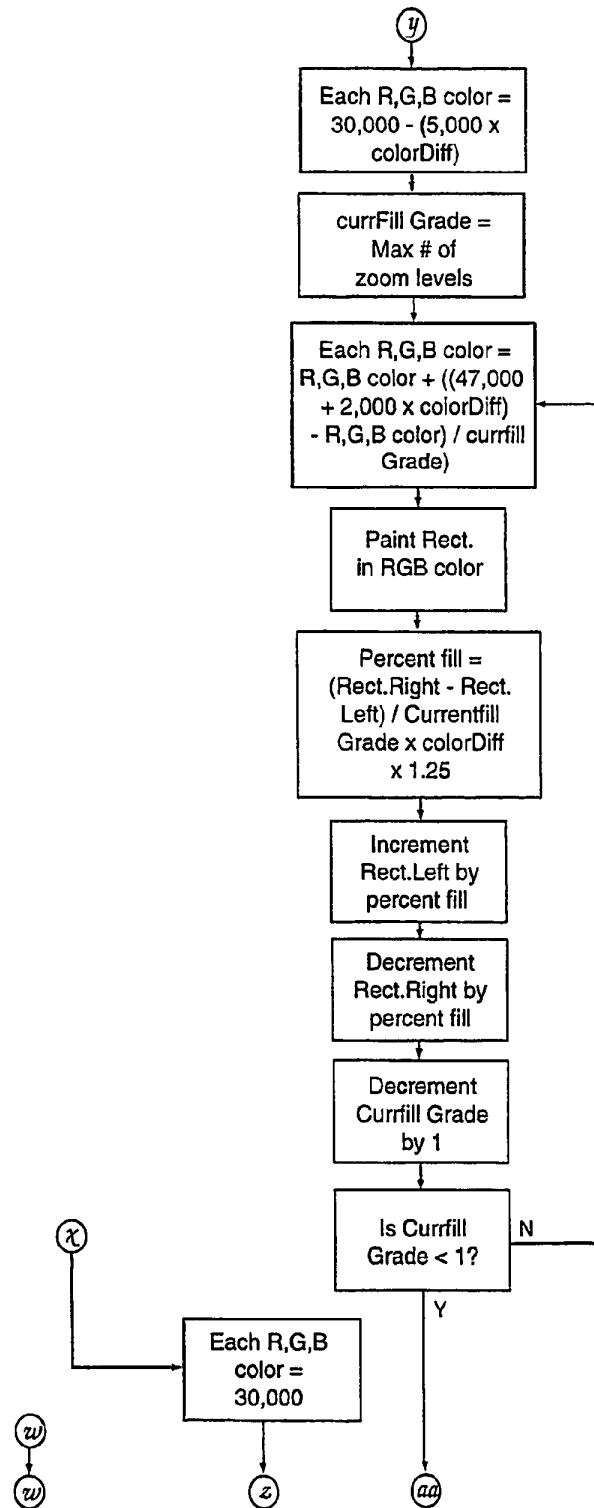 y
Each R,G,B color =
30,000 - (5,000 x
colorDiff)
currFill Grade =
Max # of
zoom levels
Each R,G,B color =
R,G,B color + ((47,000
+ 2,000 x colorDiff)
- R,G,B color) / currfill
Grade)
Paint Rect.
in RGB color
Percent fill =
(Rect.Right - Rect.
Left) / Currentfill
Grade x colorDiff
x 1.25
Increment
Rect.Left by
percent fill
Decrement
Rect.Right by
percent fill
Decrement
Currfill Grade
by 1
Is Currfill
Grade < 1?
N
Y
x
Each R,G,B
color =
30,000
w
w
z
aa